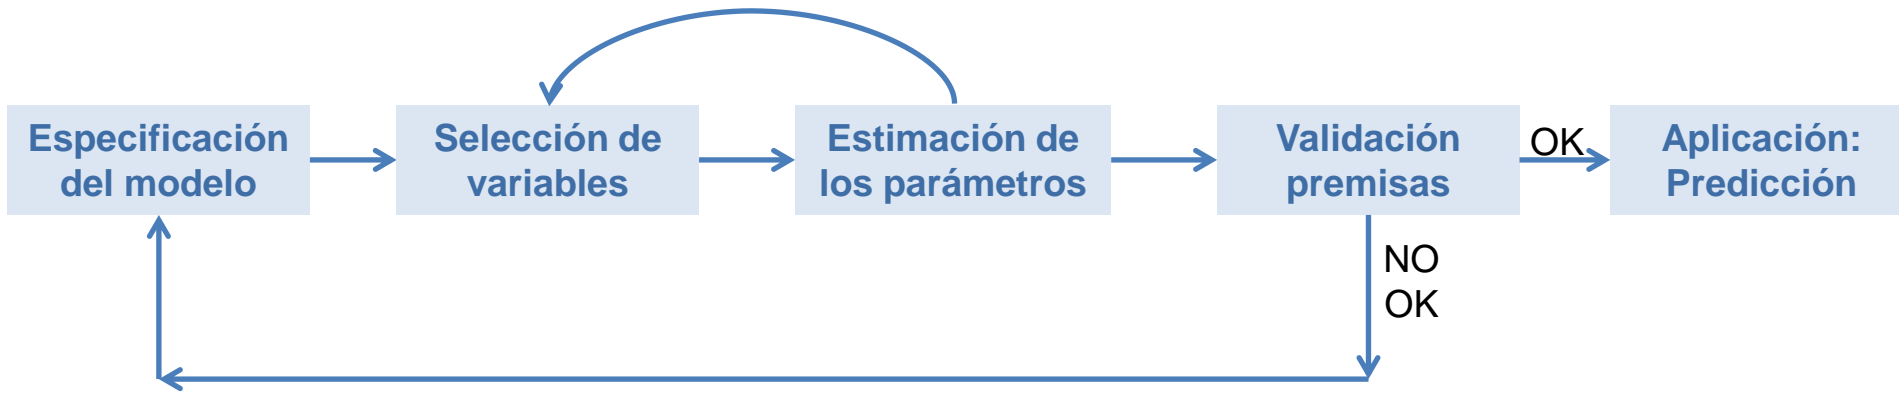 Especificación
del modelo
Selección de
variables
Estimación de
los parámetros
Validación
premisas
OK
Aplicación:
Predicción
NO
OK